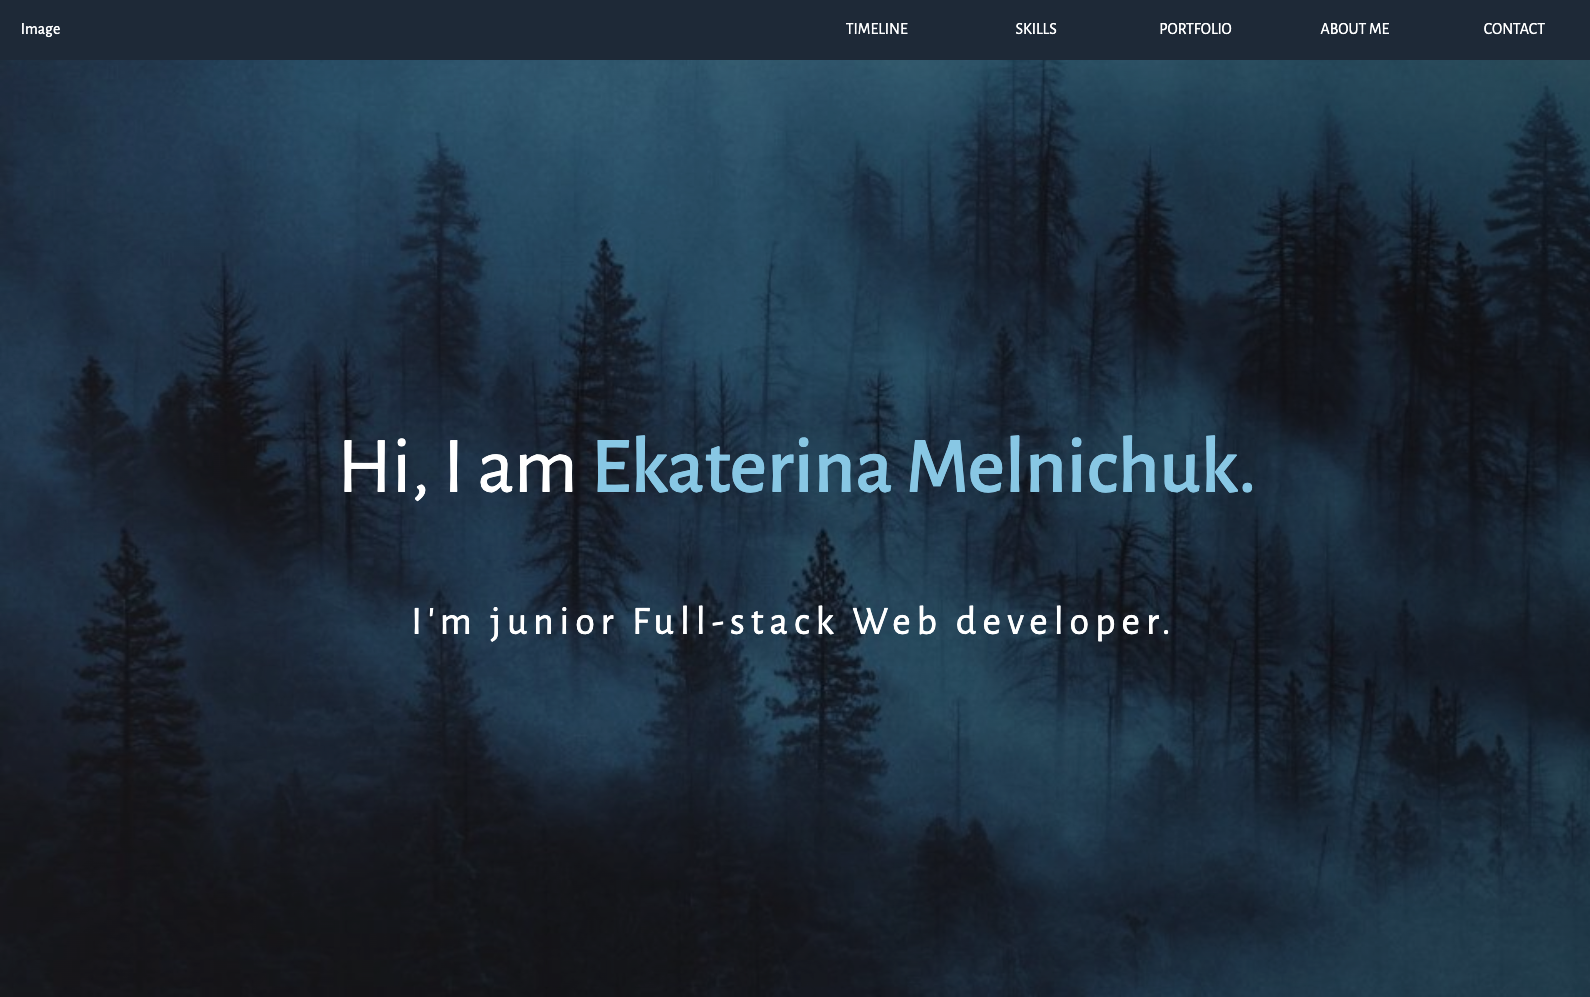 Image
TIMELINE
SKILLS
PORTFOLIO
ABOUT ME
CONTACT
Hi, I am Ekaterina Melnichuk.
I'm junior Full-stack Web developer.